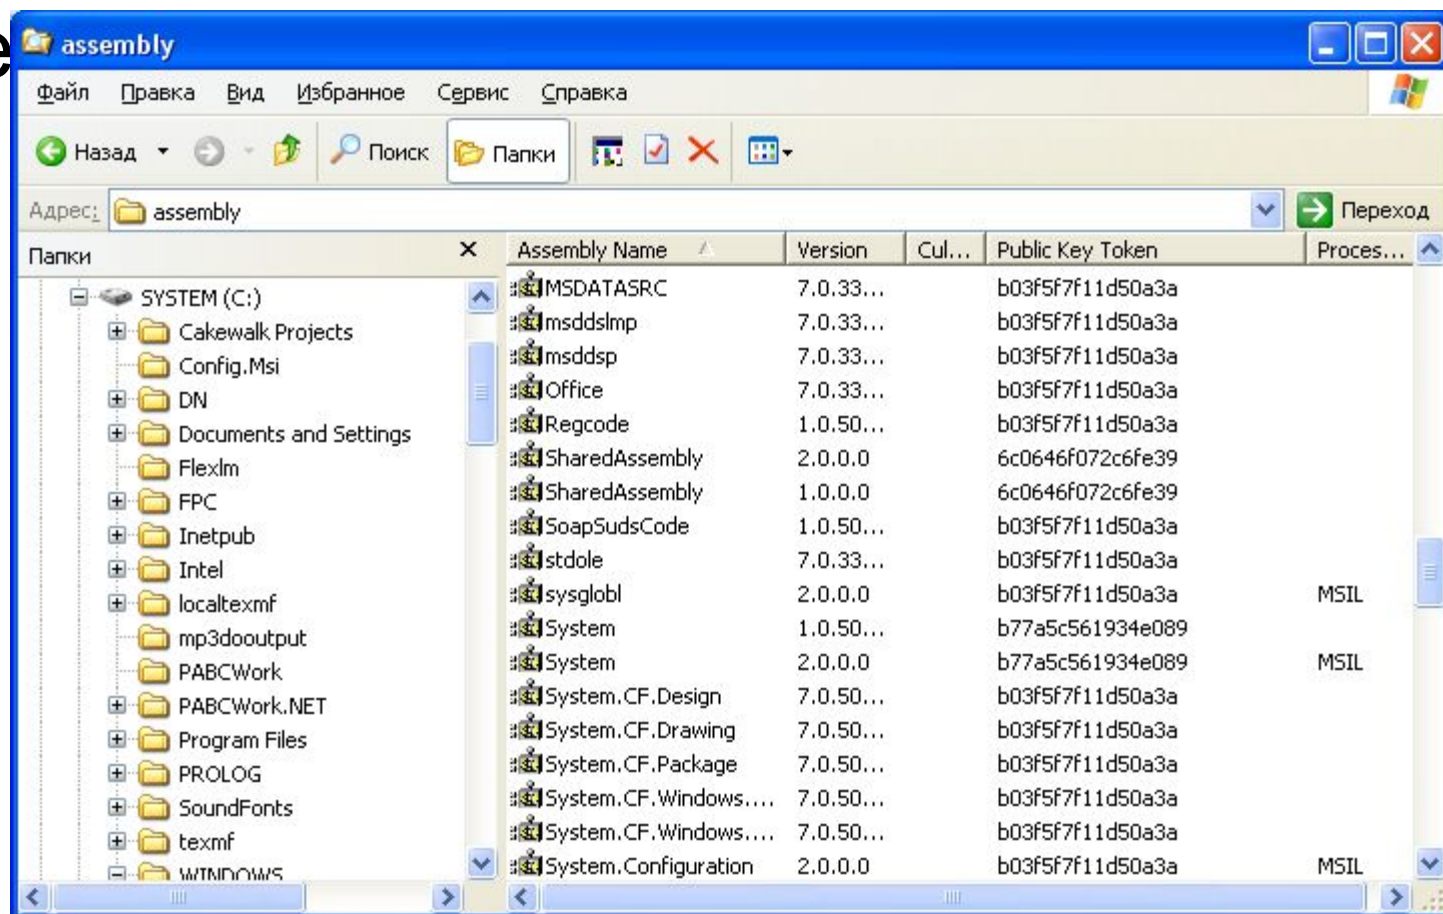 e
assembly
Файл Правка Вид Избранное Сервис Справка
Назад Поиск Папки
Адрес: assembly Переход
Папки
SYSTEM (C:)
Cakewalk Projects
Config.Msi
DN
Documents and Settings
Flexlm
FPC
Inetpub
Intel
localtexmf
mp3dooutput
PABCWork
PABCWork.NET
Program Files
PROLOG
SoundFonts
texmf
WINDOWS
Assembly Name Version Cul... Public Key Token Proces...
MSDATASRC 7.0.33... b03f5f7f11d50a3a
msddslmp 7.0.33... b03f5f7f11d50a3a
msddsp 7.0.33... b03f5f7f11d50a3a
Office 7.0.33... b03f5f7f11d50a3a
Regcode 1.0.50... b03f5f7f11d50a3a
SharedAssembly 2.0.0.0 6c0646f072c6fe39
SharedAssembly 1.0.0.0 6c0646f072c6fe39
SoapSudsCode 1.0.50... b03f5f7f11d50a3a
stdole 7.0.33... b03f5f7f11d50a3a
sysglobl 2.0.0.0 b03f5f7f11d50a3a MSIL
System 1.0.50... b77a5c561934e089
System 2.0.0.0 b77a5c561934e089 MSIL
System.CF.Design 7.0.50... b03f5f7f11d50a3a
System.CF.Drawing 7.0.50... b03f5f7f11d50a3a
System.CF.Package 7.0.50... b03f5f7f11d50a3a
System.CF.Windows.... 7.0.50... b03f5f7f11d50a3a
System.CF.Windows.... 7.0.50... b03f5f7f11d50a3a
System.Configuration 2.0.0.0 b03f5f7f11d50a3a MSIL